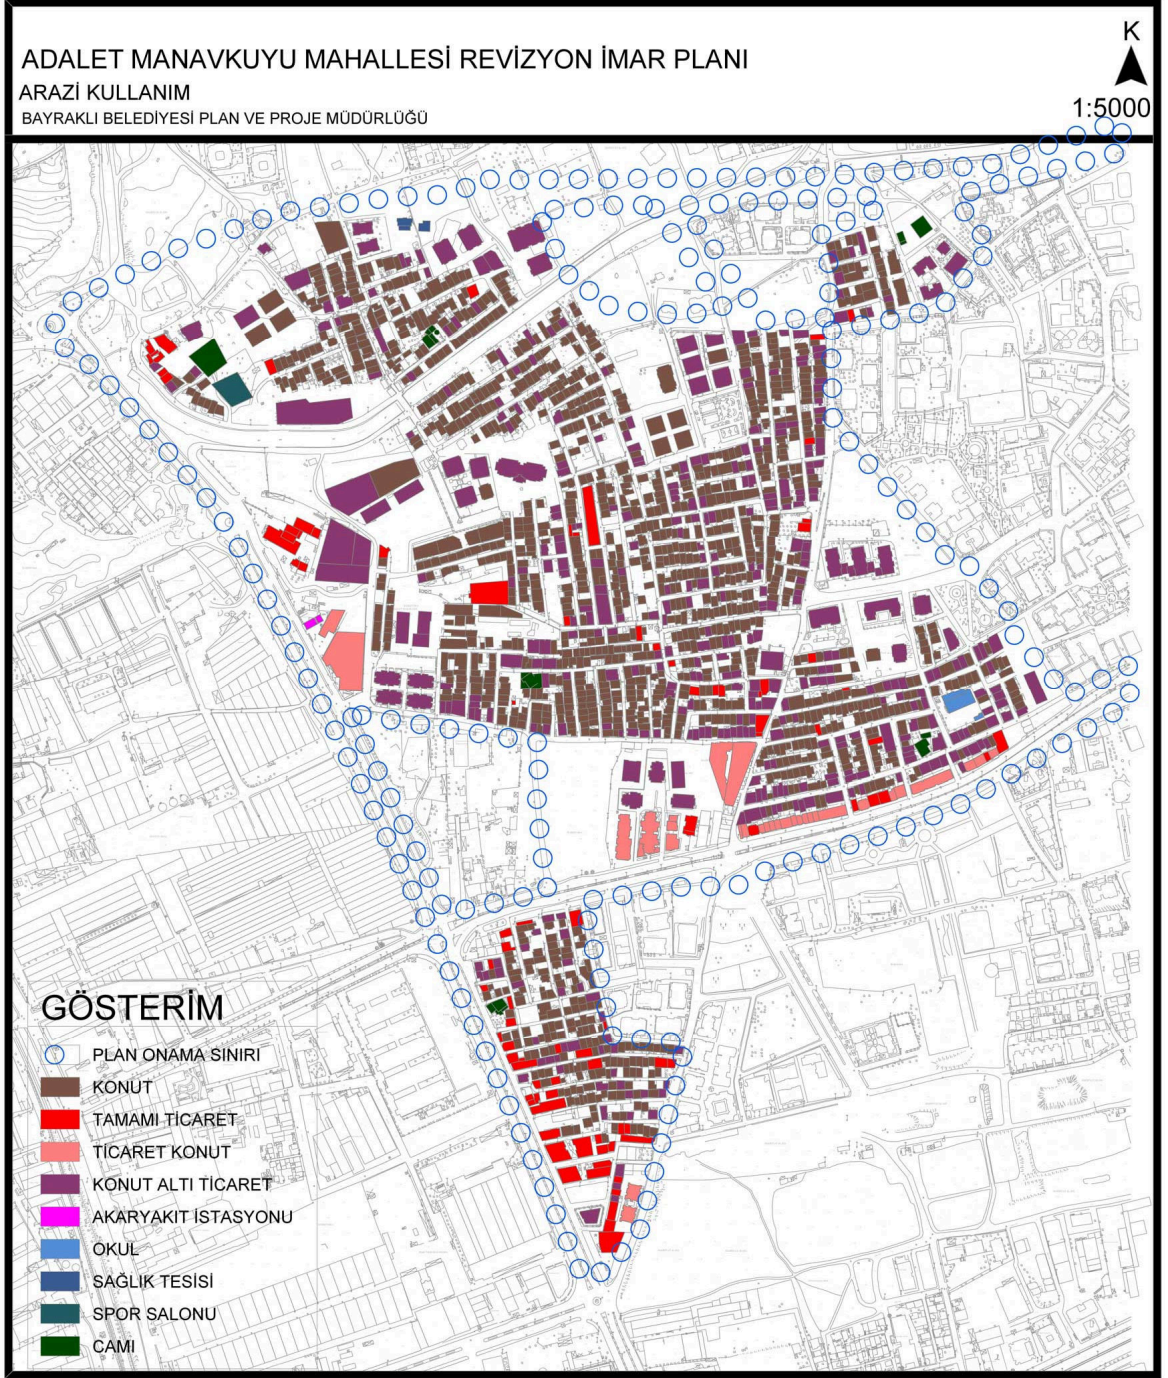 ADALET MANAVKUYU MAHALLESİ REVİZYON İMAR PLANI
ARAZİ KULLANIM
BAYRAKLI BELEDİYESİ PLAN VE PROJE MÜDÜRLÜĞÜ
K
1:5000
GÖSTERİM
PLAN ONAMA SINIRI
KONUT
TAMAMI TİCARET
TİCARET KONUT
KONUT ALTI TİCARET
AKARYAKIT İSTASYONU
OKUL
SAĞLIK TESİSİ
SPOR SALONU
CAMI